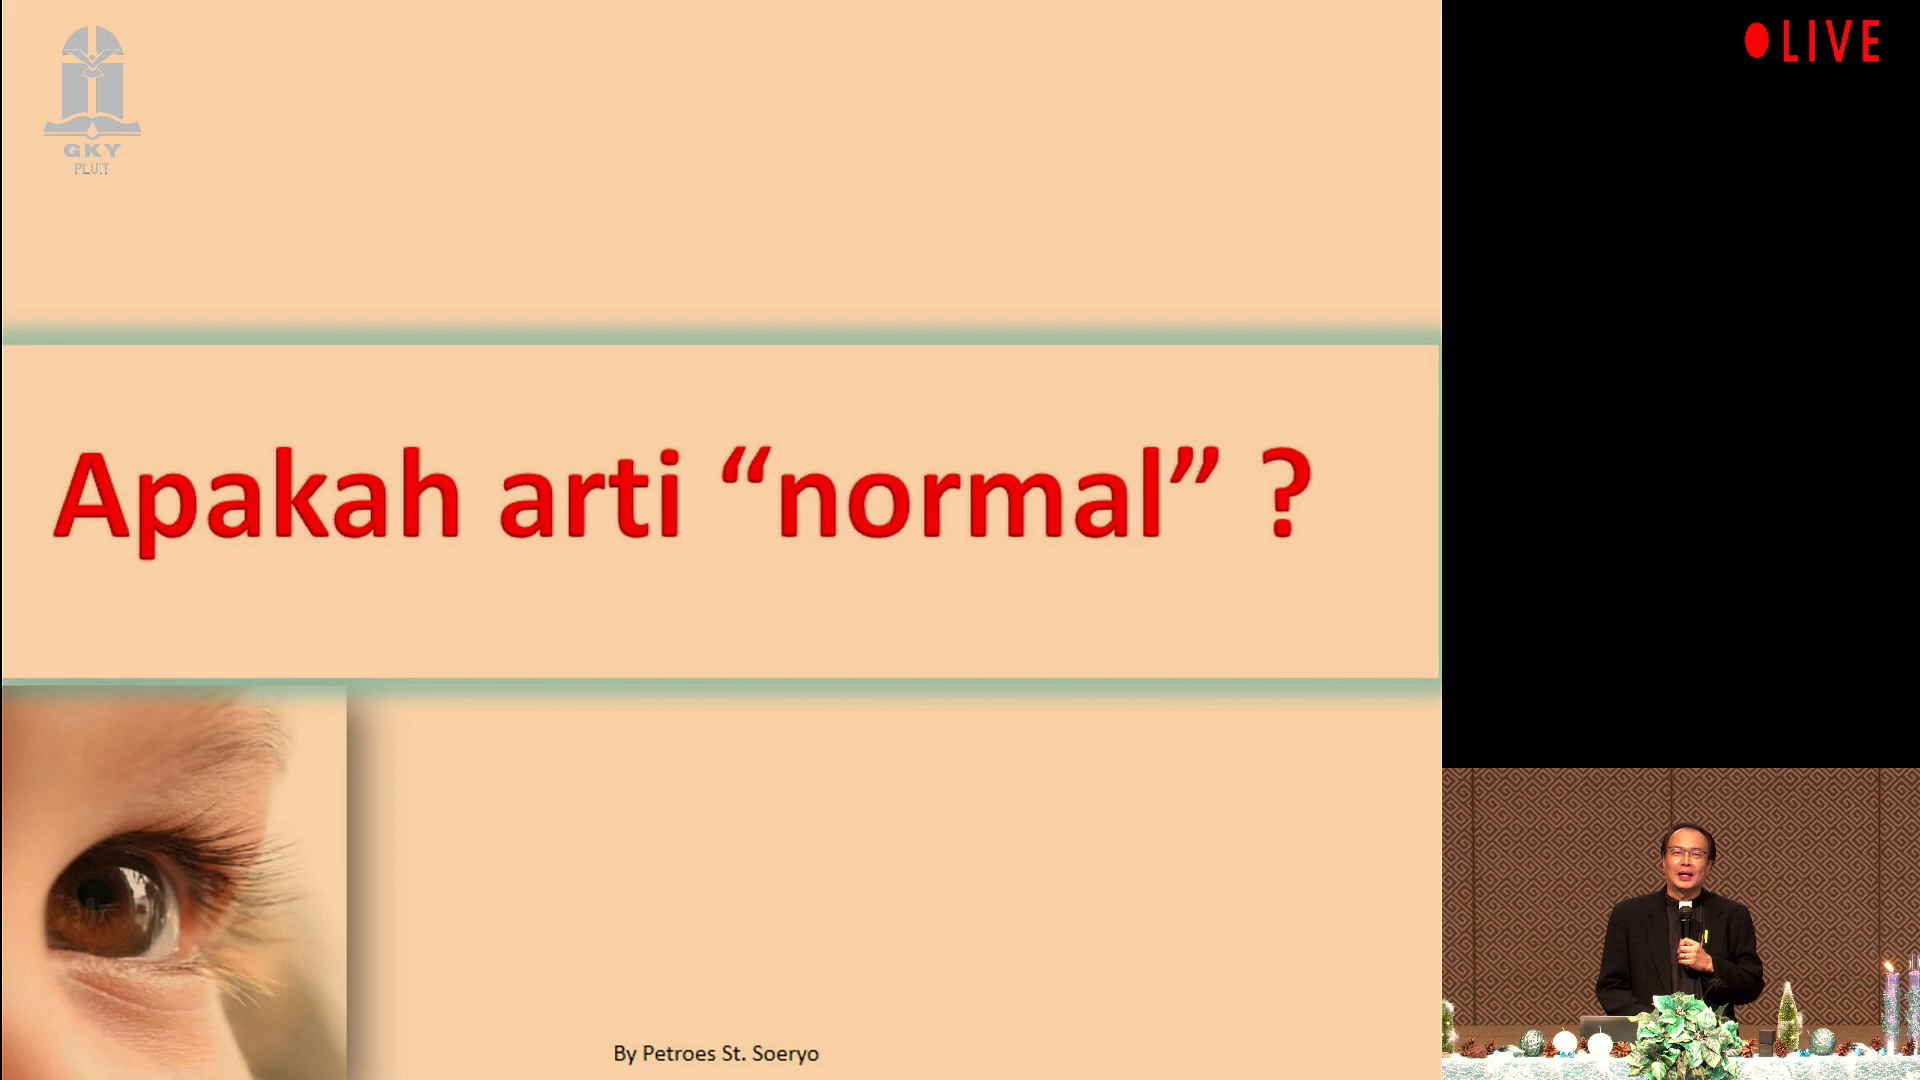 GKY
PLUIT
LIVE
Apakah arti “normal” ?
By Petroes St. Soeryo